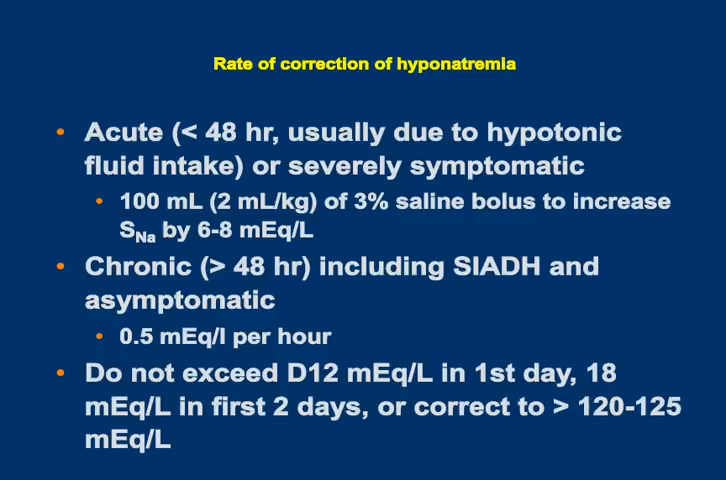 Rate of correction of hyponatremia
• Acute (< 48 hr, usually due to hypotonic
fluid intake) or severely symptomatic
• 100 mL (2 mL/kg) of 3% saline bolus to increase
SNa by 6-8 mEq/L
• Chronic (> 48 hr) including SIADH and
asymptomatic
• 0.5 mEq/l per hour
• Do not exceed D12 mEq/L in 1st day, 18
mEq/L in first 2 days, or correct to > 120-125
mEq/L